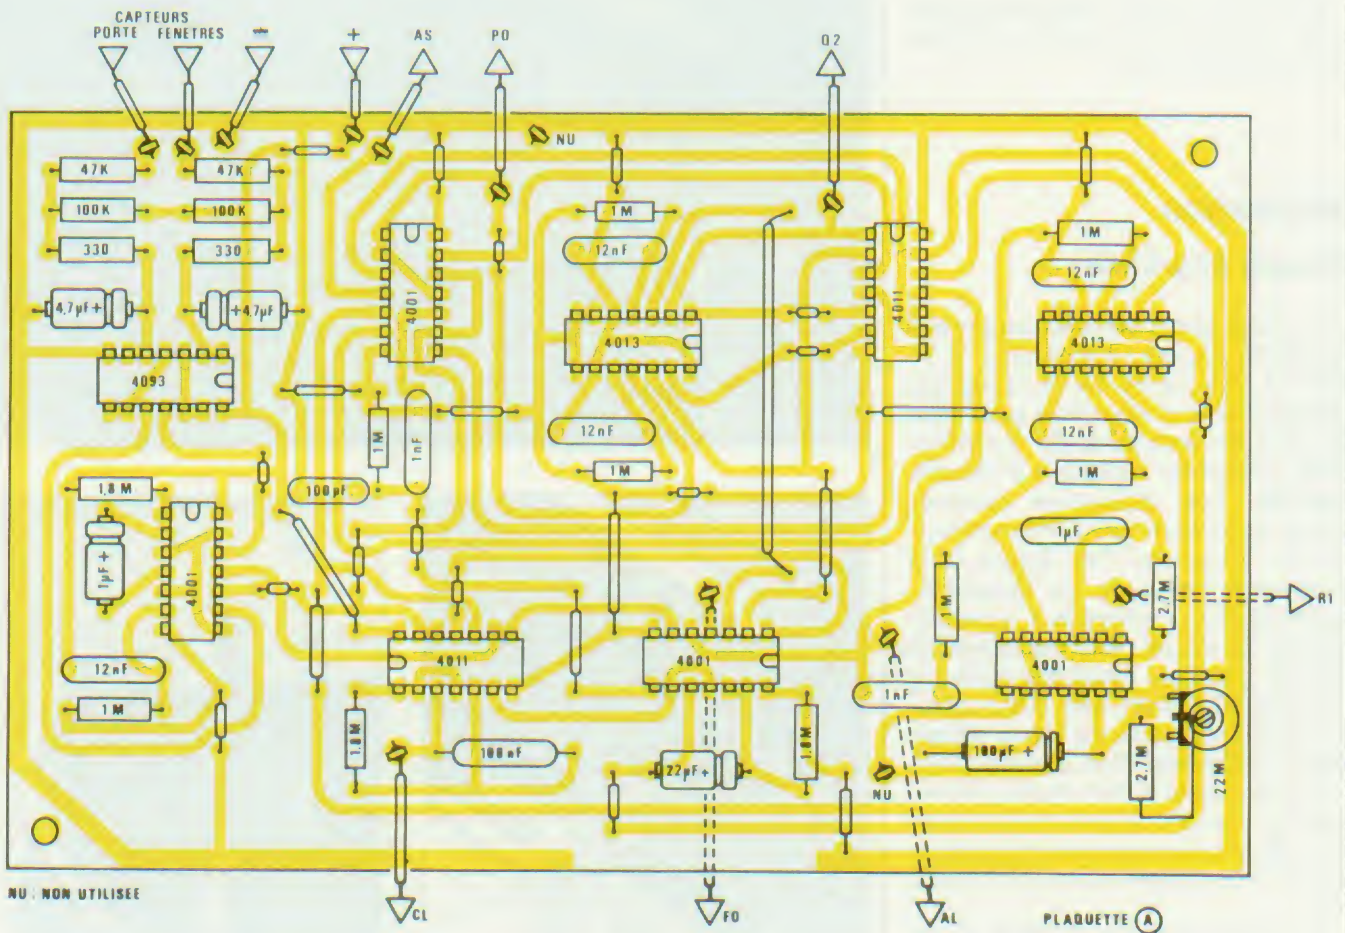 CAPTEURS
PORTE FENETRES + AS PO Q2
NU
47K 47K
100K 100K
330 330
4,7µF+ +4,7µF
4093
4001
1M
12nF
4013
12nF
1M
4011
1M
12nF
4013
12nF
1M
1M
1nF
100pF
1,8M
1µF+
4001
12nF
1M
4011
1.8M
100nF
4001
22µF+
1.8M
1µF
1M
2.7M
R1
4001
1nF
100µF+
NU
2.7M
22M
NU : NON UTILISEE
CL FO AL PLAQUETTE A